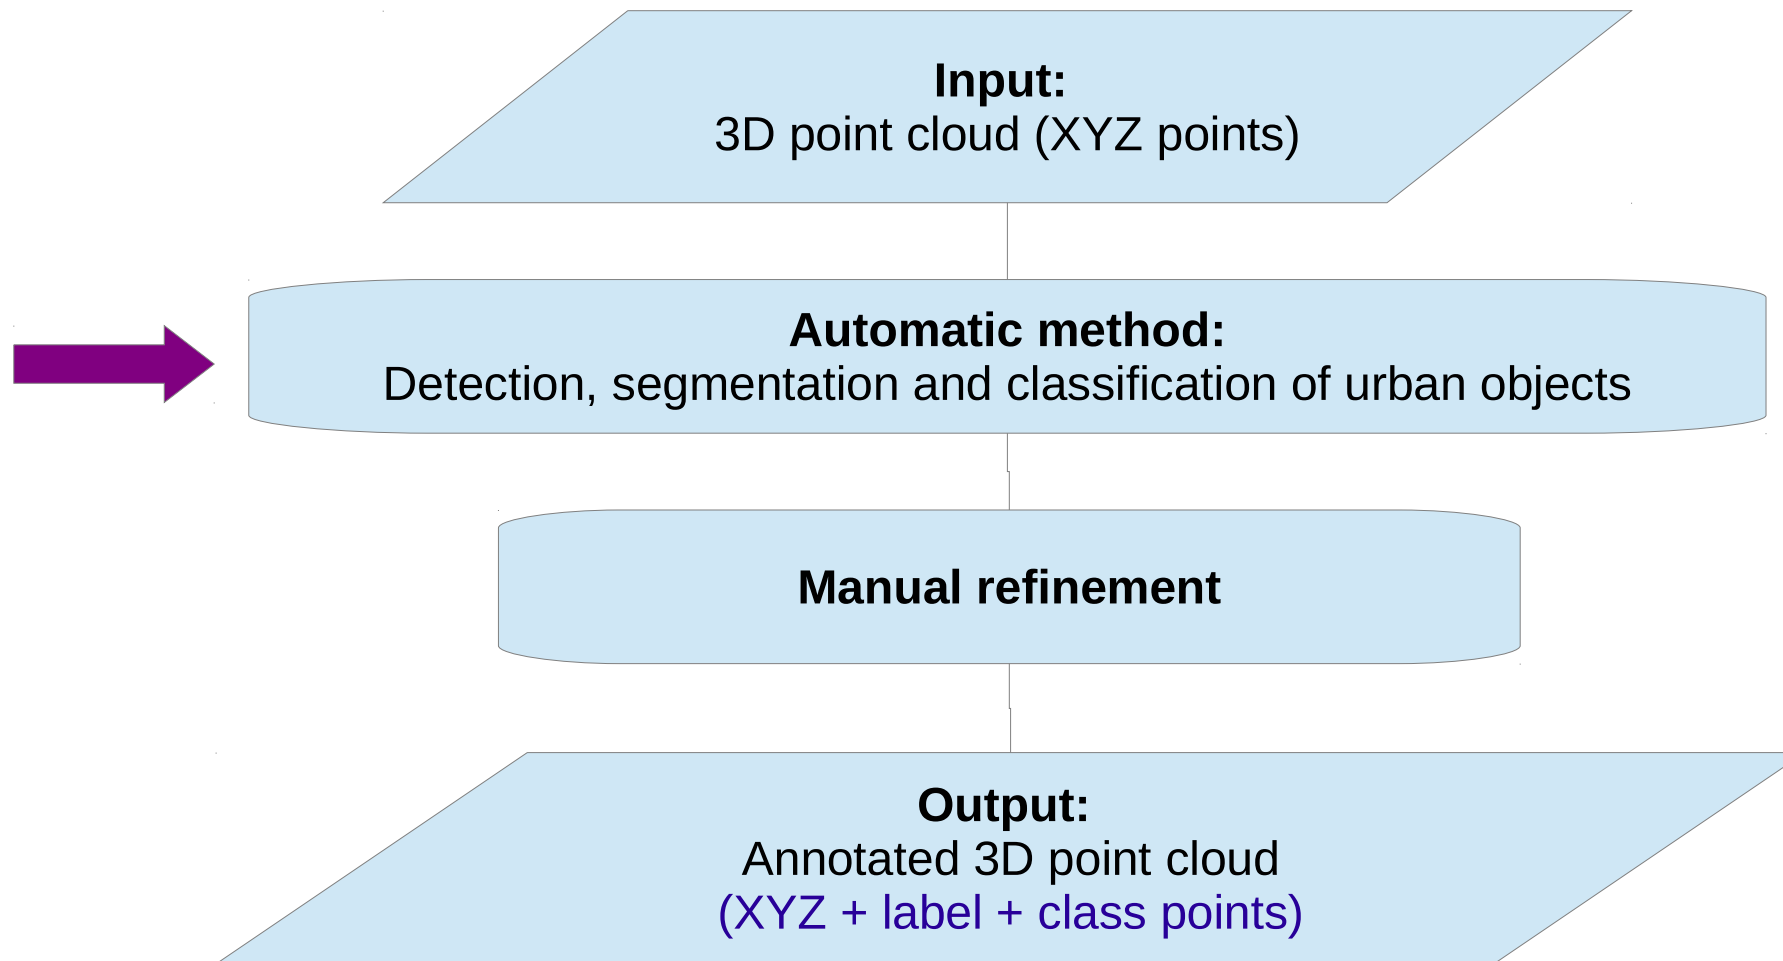 Input:
3D point cloud (XYZ points)
Automatic method:
Detection, segmentation and classification of urban objects
Manual refinement
Output:
Annotated 3D point cloud
(XYZ + label + class points)